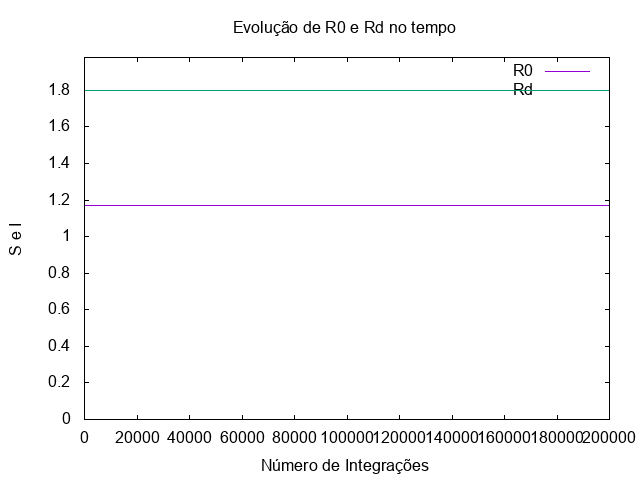 Evolução de R0 e Rd no tempo
R0
Rd
1.8
1.6
1.4
1.2
1
0.8
0.6
0.4
0.2
0
S e I
0 20000 40000 60000 80000 100000 120000 140000 160000 180000 200000
Número de Integrações